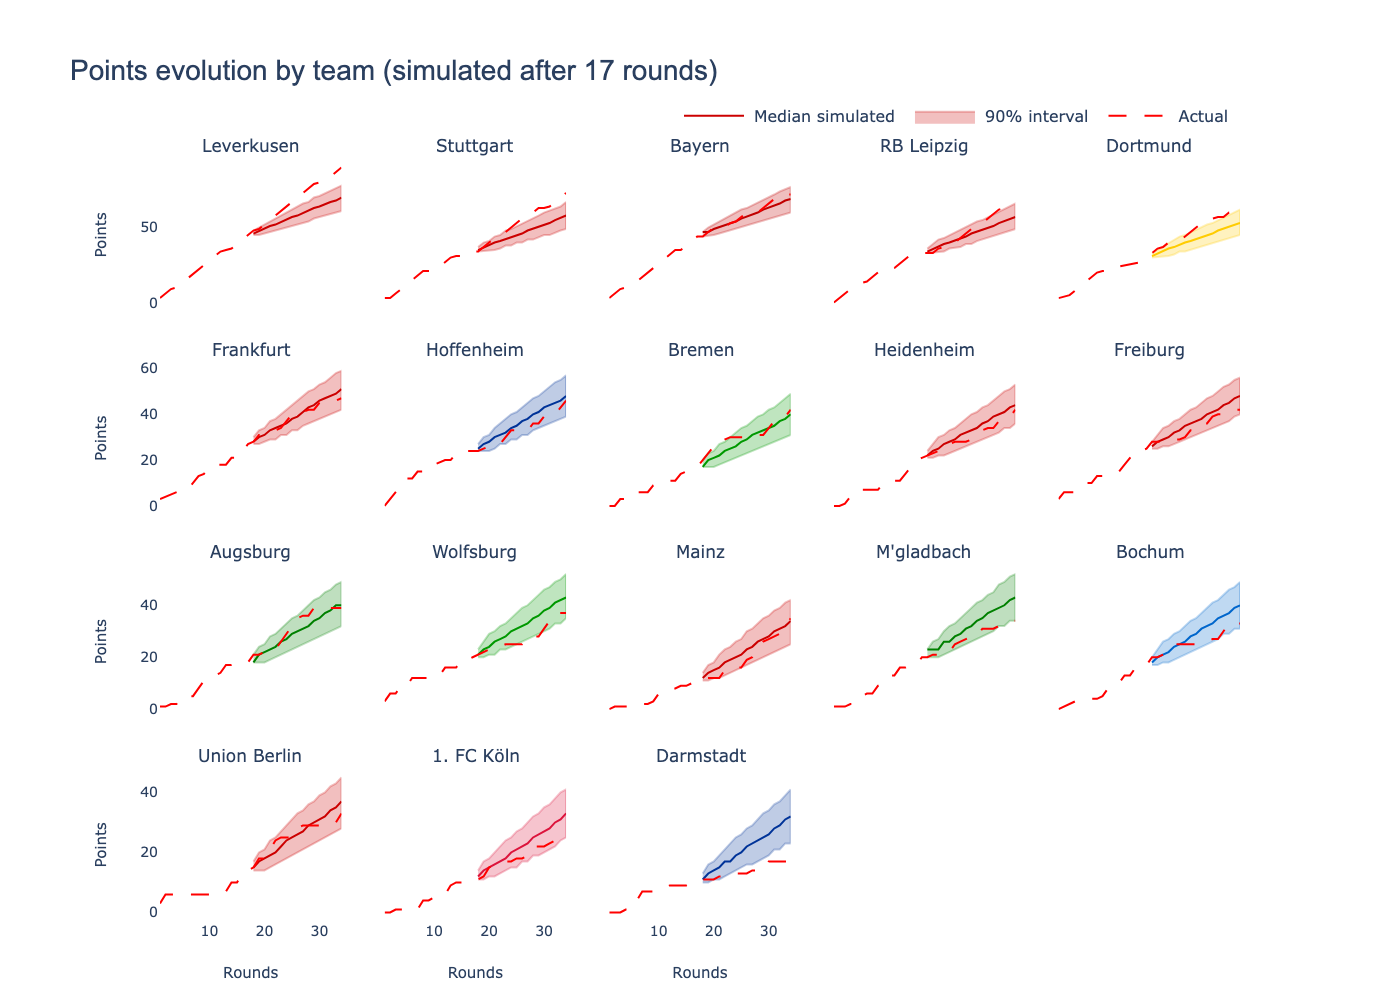 Points evolution by team (simulated after 17 rounds)
Median simulated 90% interval Actual
Leverkusen Stuttgart Bayern RB Leipzig Dortmund
50
0
Points
Frankfurt Hoffenheim Bremen Heidenheim Freiburg
60
40
20
0
Points
Augsburg Wolfsburg Mainz M'gladbach Bochum
40
20
0
Points
Union Berlin 1. FC Köln Darmstadt
40
20
0
Points
10 20 30 10 20 30 10 20 30
Rounds Rounds Rounds